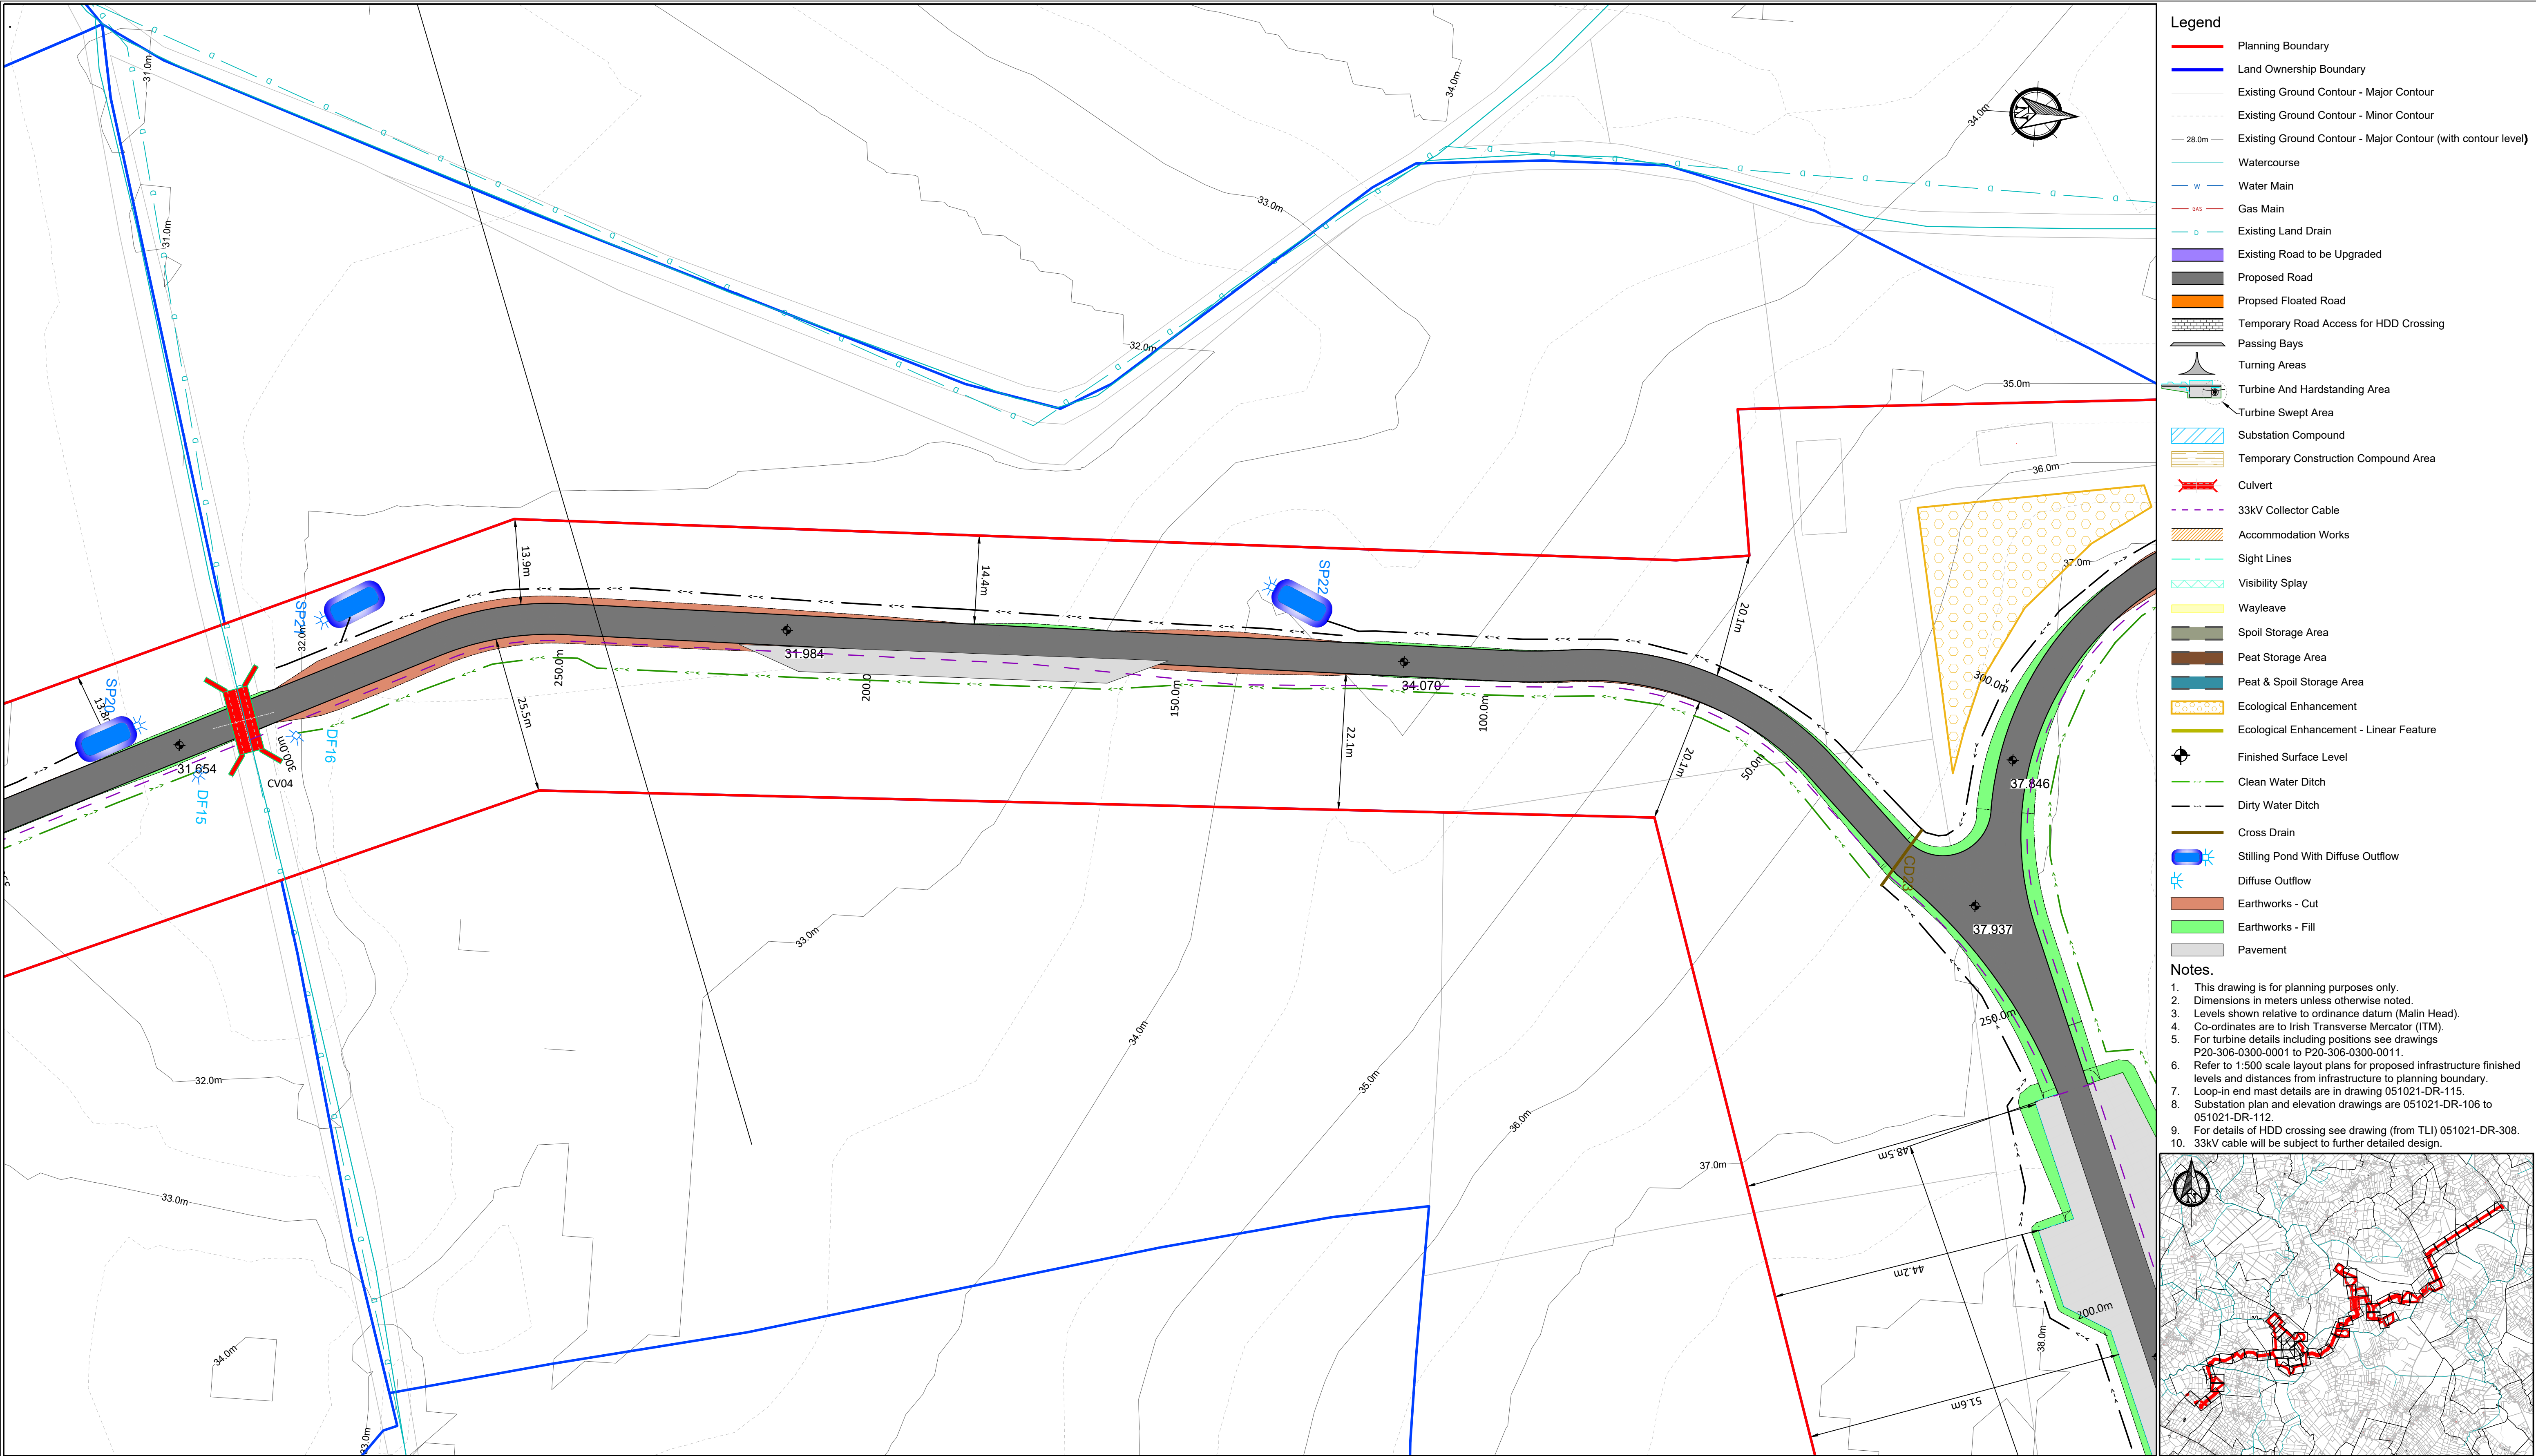 31.0m
31.0m
34.0m
34.0m
33.0m
32.0m
35.0m
36.0m
37.0m
N
13.9m
14.4m
SP22
20.1m
SP21
32.0m
SP20
13.8m
31.984
250.0m
200.0
150.0m
34.070
100.0m
25.5m
22.1m
20.1m
50.0m
300.0m
37.846
31.654
300.0m
DF16
CV04
DF15
CD23
37.937
33.0m
34.0m
250.0m
32.0m
35.0m
36.0m
37.0m
48.5m
33.0m
44.2m
200.0m
38.0m
34.0m
51.6m
33.0m
Legend
Planning Boundary
Land Ownership Boundary
Existing Ground Contour - Major Contour
Existing Ground Contour - Minor Contour
28.0m Existing Ground Contour - Major Contour (with contour level)
Watercourse
W Water Main
GAS Gas Main
D Existing Land Drain
Existing Road to be Upgraded
Proposed Road
Propsed Floated Road
Temporary Road Access for HDD Crossing
Passing Bays
Turning Areas
Turbine And Hardstanding Area
Turbine Swept Area
Substation Compound
Temporary Construction Compound Area
Culvert
33kV Collector Cable
Accommodation Works
Sight Lines
Visibility Splay
Wayleave
Spoil Storage Area
Peat Storage Area
Peat & Spoil Storage Area
Ecological Enhancement
Ecological Enhancement - Linear Feature
Finished Surface Level
Clean Water Ditch
Dirty Water Ditch
Cross Drain
Stilling Pond With Diffuse Outflow
Diffuse Outflow
Earthworks - Cut
Earthworks - Fill
Pavement
Notes.
1. This drawing is for planning purposes only.
2. Dimensions in meters unless otherwise noted.
3. Levels shown relative to ordinance datum (Malin Head).
4. Co-ordinates are to Irish Transverse Mercator (ITM).
5. For turbine details including positions see drawings
P20-306-0300-0001 to P20-306-0300-0011.
6. Refer to 1:500 scale layout plans for proposed infrastructure finished
levels and distances from infrastructure to planning boundary.
7. Loop-in end mast details are in drawing 051021-DR-115.
8. Substation plan and elevation drawings are 051021-DR-106 to
051021-DR-112.
9. For details of HDD crossing see drawing (from TLI) 051021-DR-308.
10. 33kV cable will be subject to further detailed design.
N